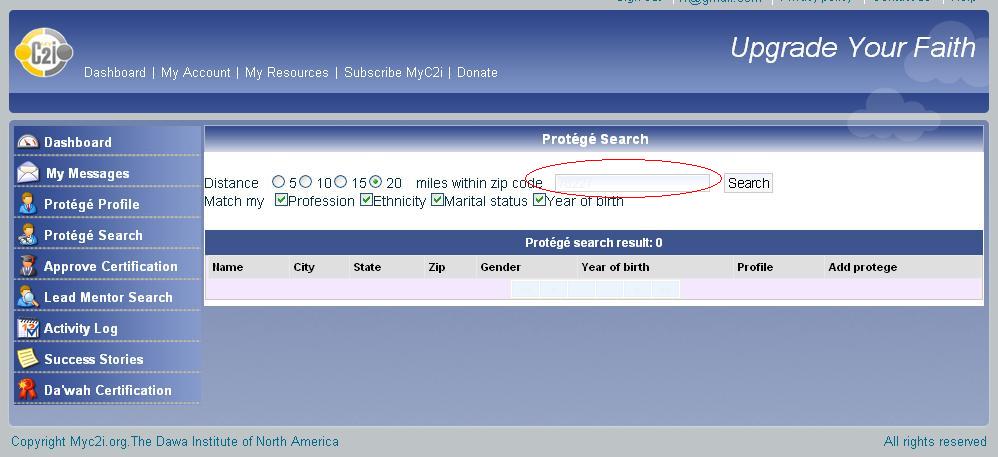 C2i
Dashboard | My Account | My Resources | Subscribe MyC2i | Donate
Upgrade Your Faith
Dashboard
My Messages
Protégé Profile
Protégé Search
Approve Certification
Lead Mentor Search
Activity Log
Success Stories
Da'wah Certification
Protégé Search
Distance 5 10 15 20 miles within zip code Search
Match my Profession Ethnicity Marital status Year of birth
Protégé search result: 0
Name City State Zip Gender Year of birth Profile Add protege
Copyright Myc2i.org.The Dawa Institute of North America
All rights reserved